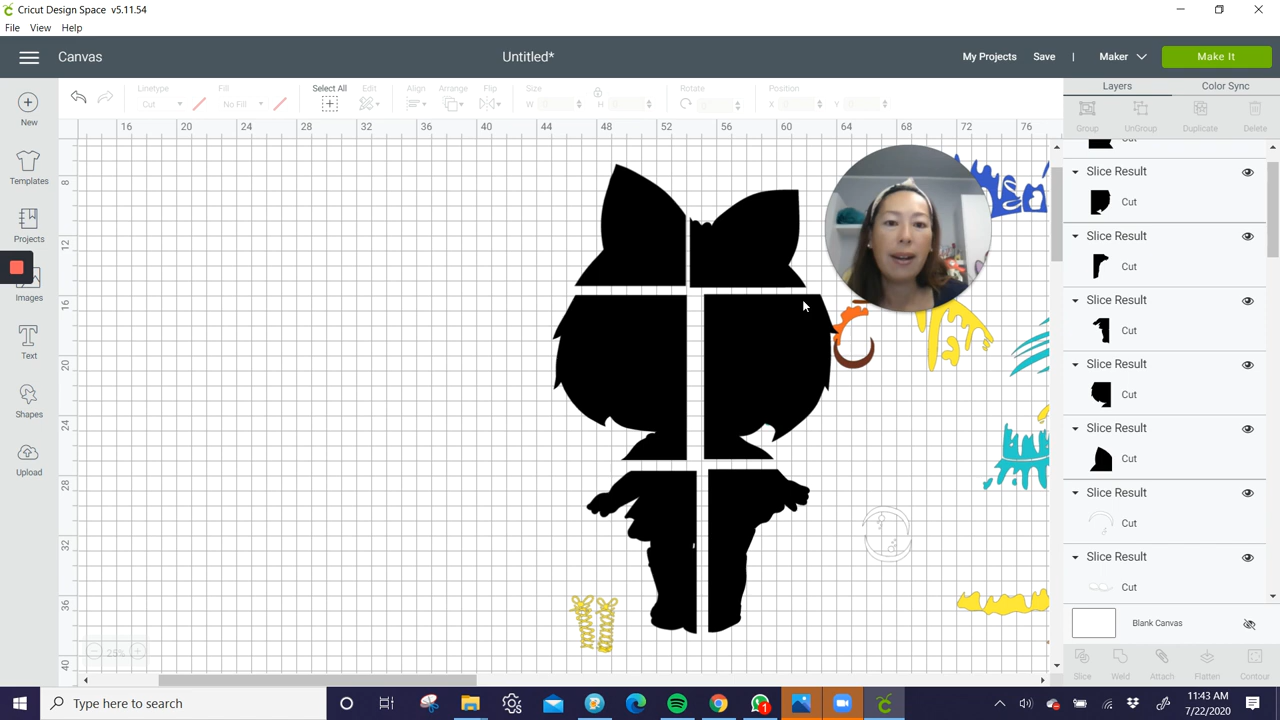 Cricut Design Space v5.11.54
File View Help
Canvas
Untitled*
My Projects Save | Maker Make It
Linetype Fill Select All Edit Align Arrange Flip Size Rotate Position
Cut No Fill W H X Y
Layers Color Sync
Group UnGroup Duplicate Delete
16 20 24 28 32 36 40 44 48 52 56 60 64 68 72 76
8
12
16
20
24
28
32
36
40
New
Templates
Projects
Images
Text
Shapes
Upload
Cut
Slice Result
Cut
Slice Result
Cut
Slice Result
Cut
Slice Result
Cut
Slice Result
Cut
Slice Result
Cut
Slice Result
Cut
Blank Canvas
Slice Weld Attach Flatten Contour
25%
Type here to search
1
11:43 AM
7/22/2020